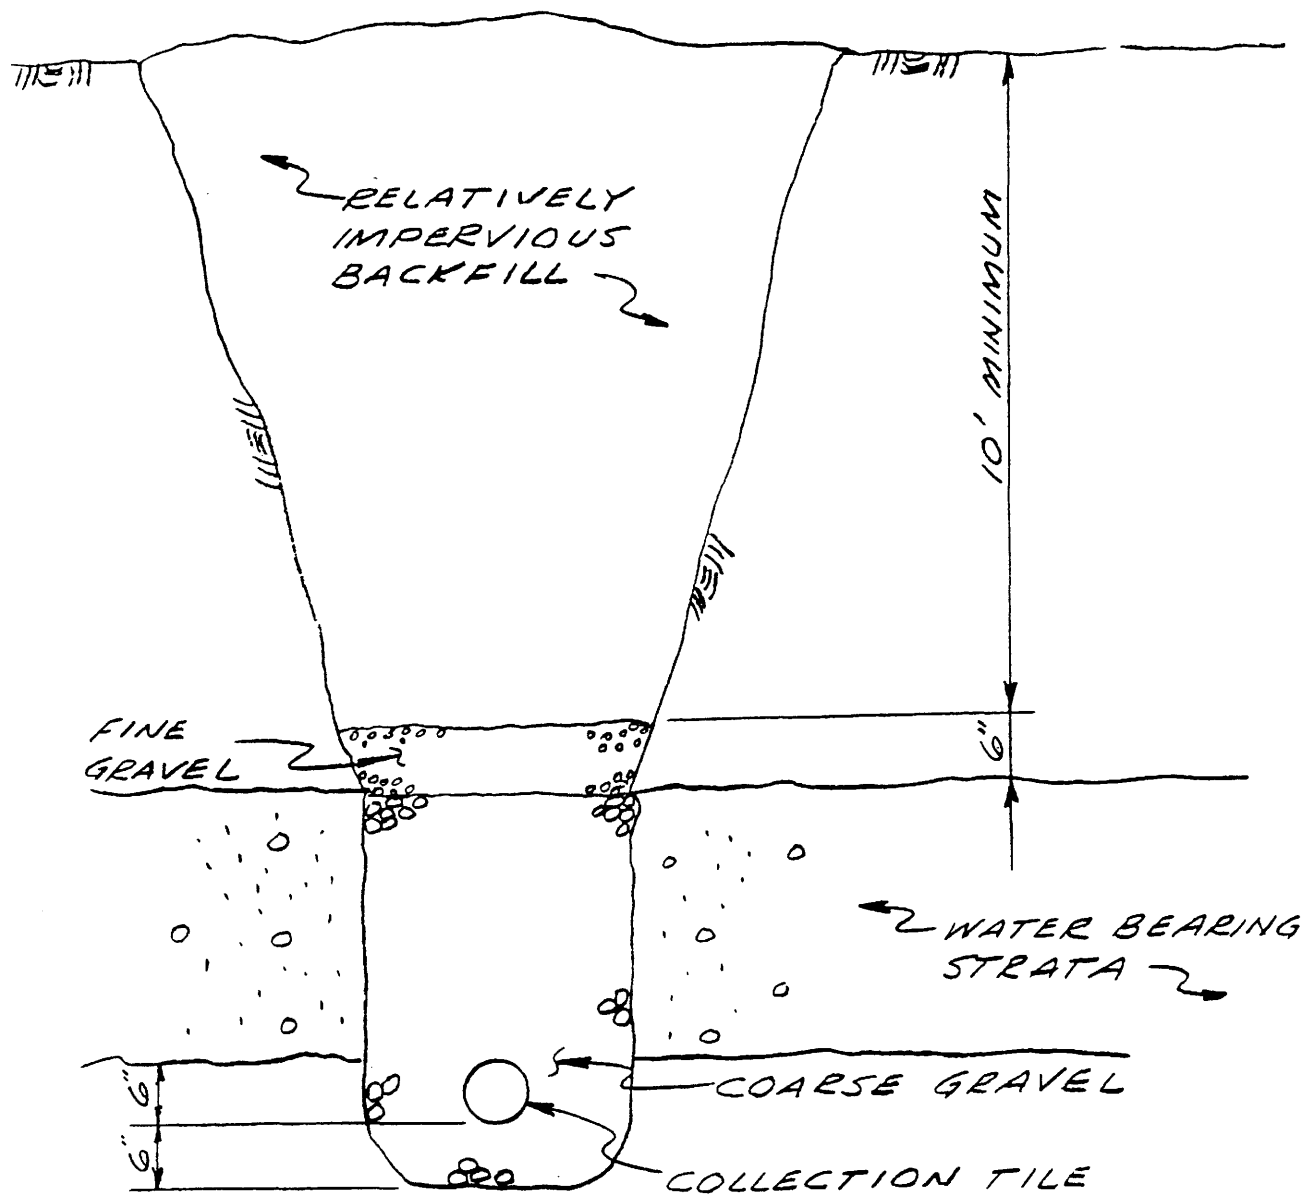 RELATIVELY
IMPERVIOUS
BACKFILL
10' MINIMUM
FINE
GRAVEL
6"
WATER BEARING
STRATA
COARSE GRAVEL
6"
6"
COLLECTION TILE